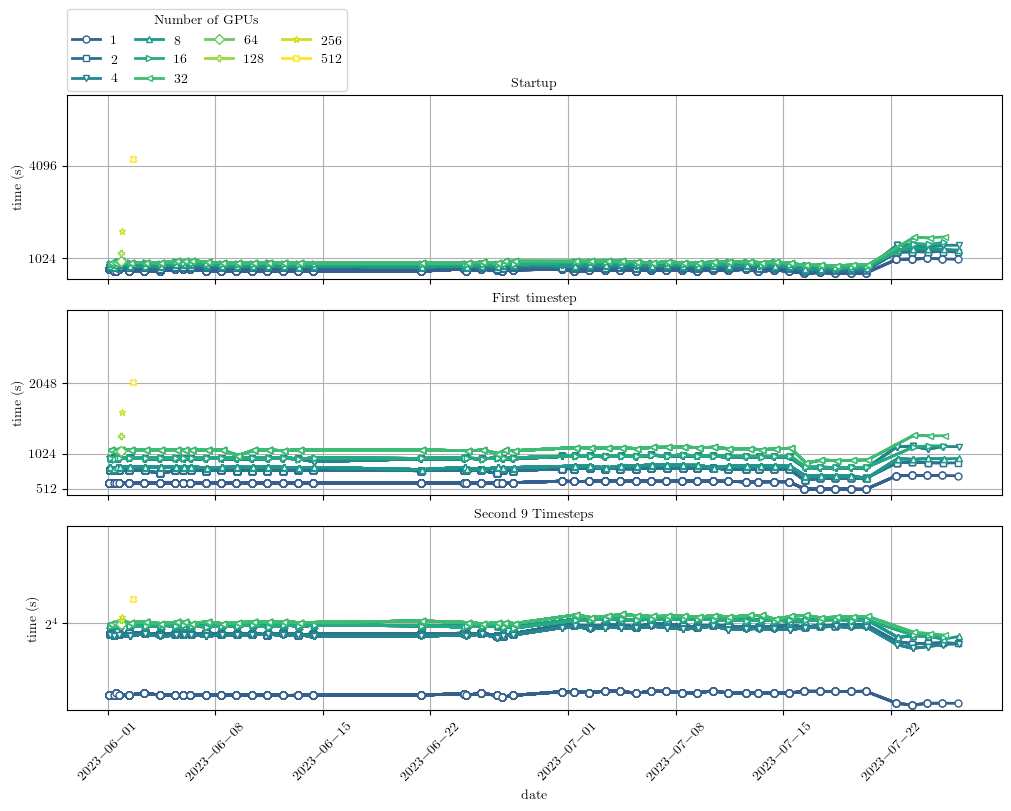 Number of GPUs
1 8 64 256
2 16 128 512
4 32
Startup
4096
1024
time (s)
First timestep
2048
1024
512
time (s)
Second 9 Timesteps
2⁴
time (s)
2023−06−01 2023−06−08 2023−06−15 2023−06−22 2023−07−01 2023−07−08 2023−07−15 2023−07−22
date